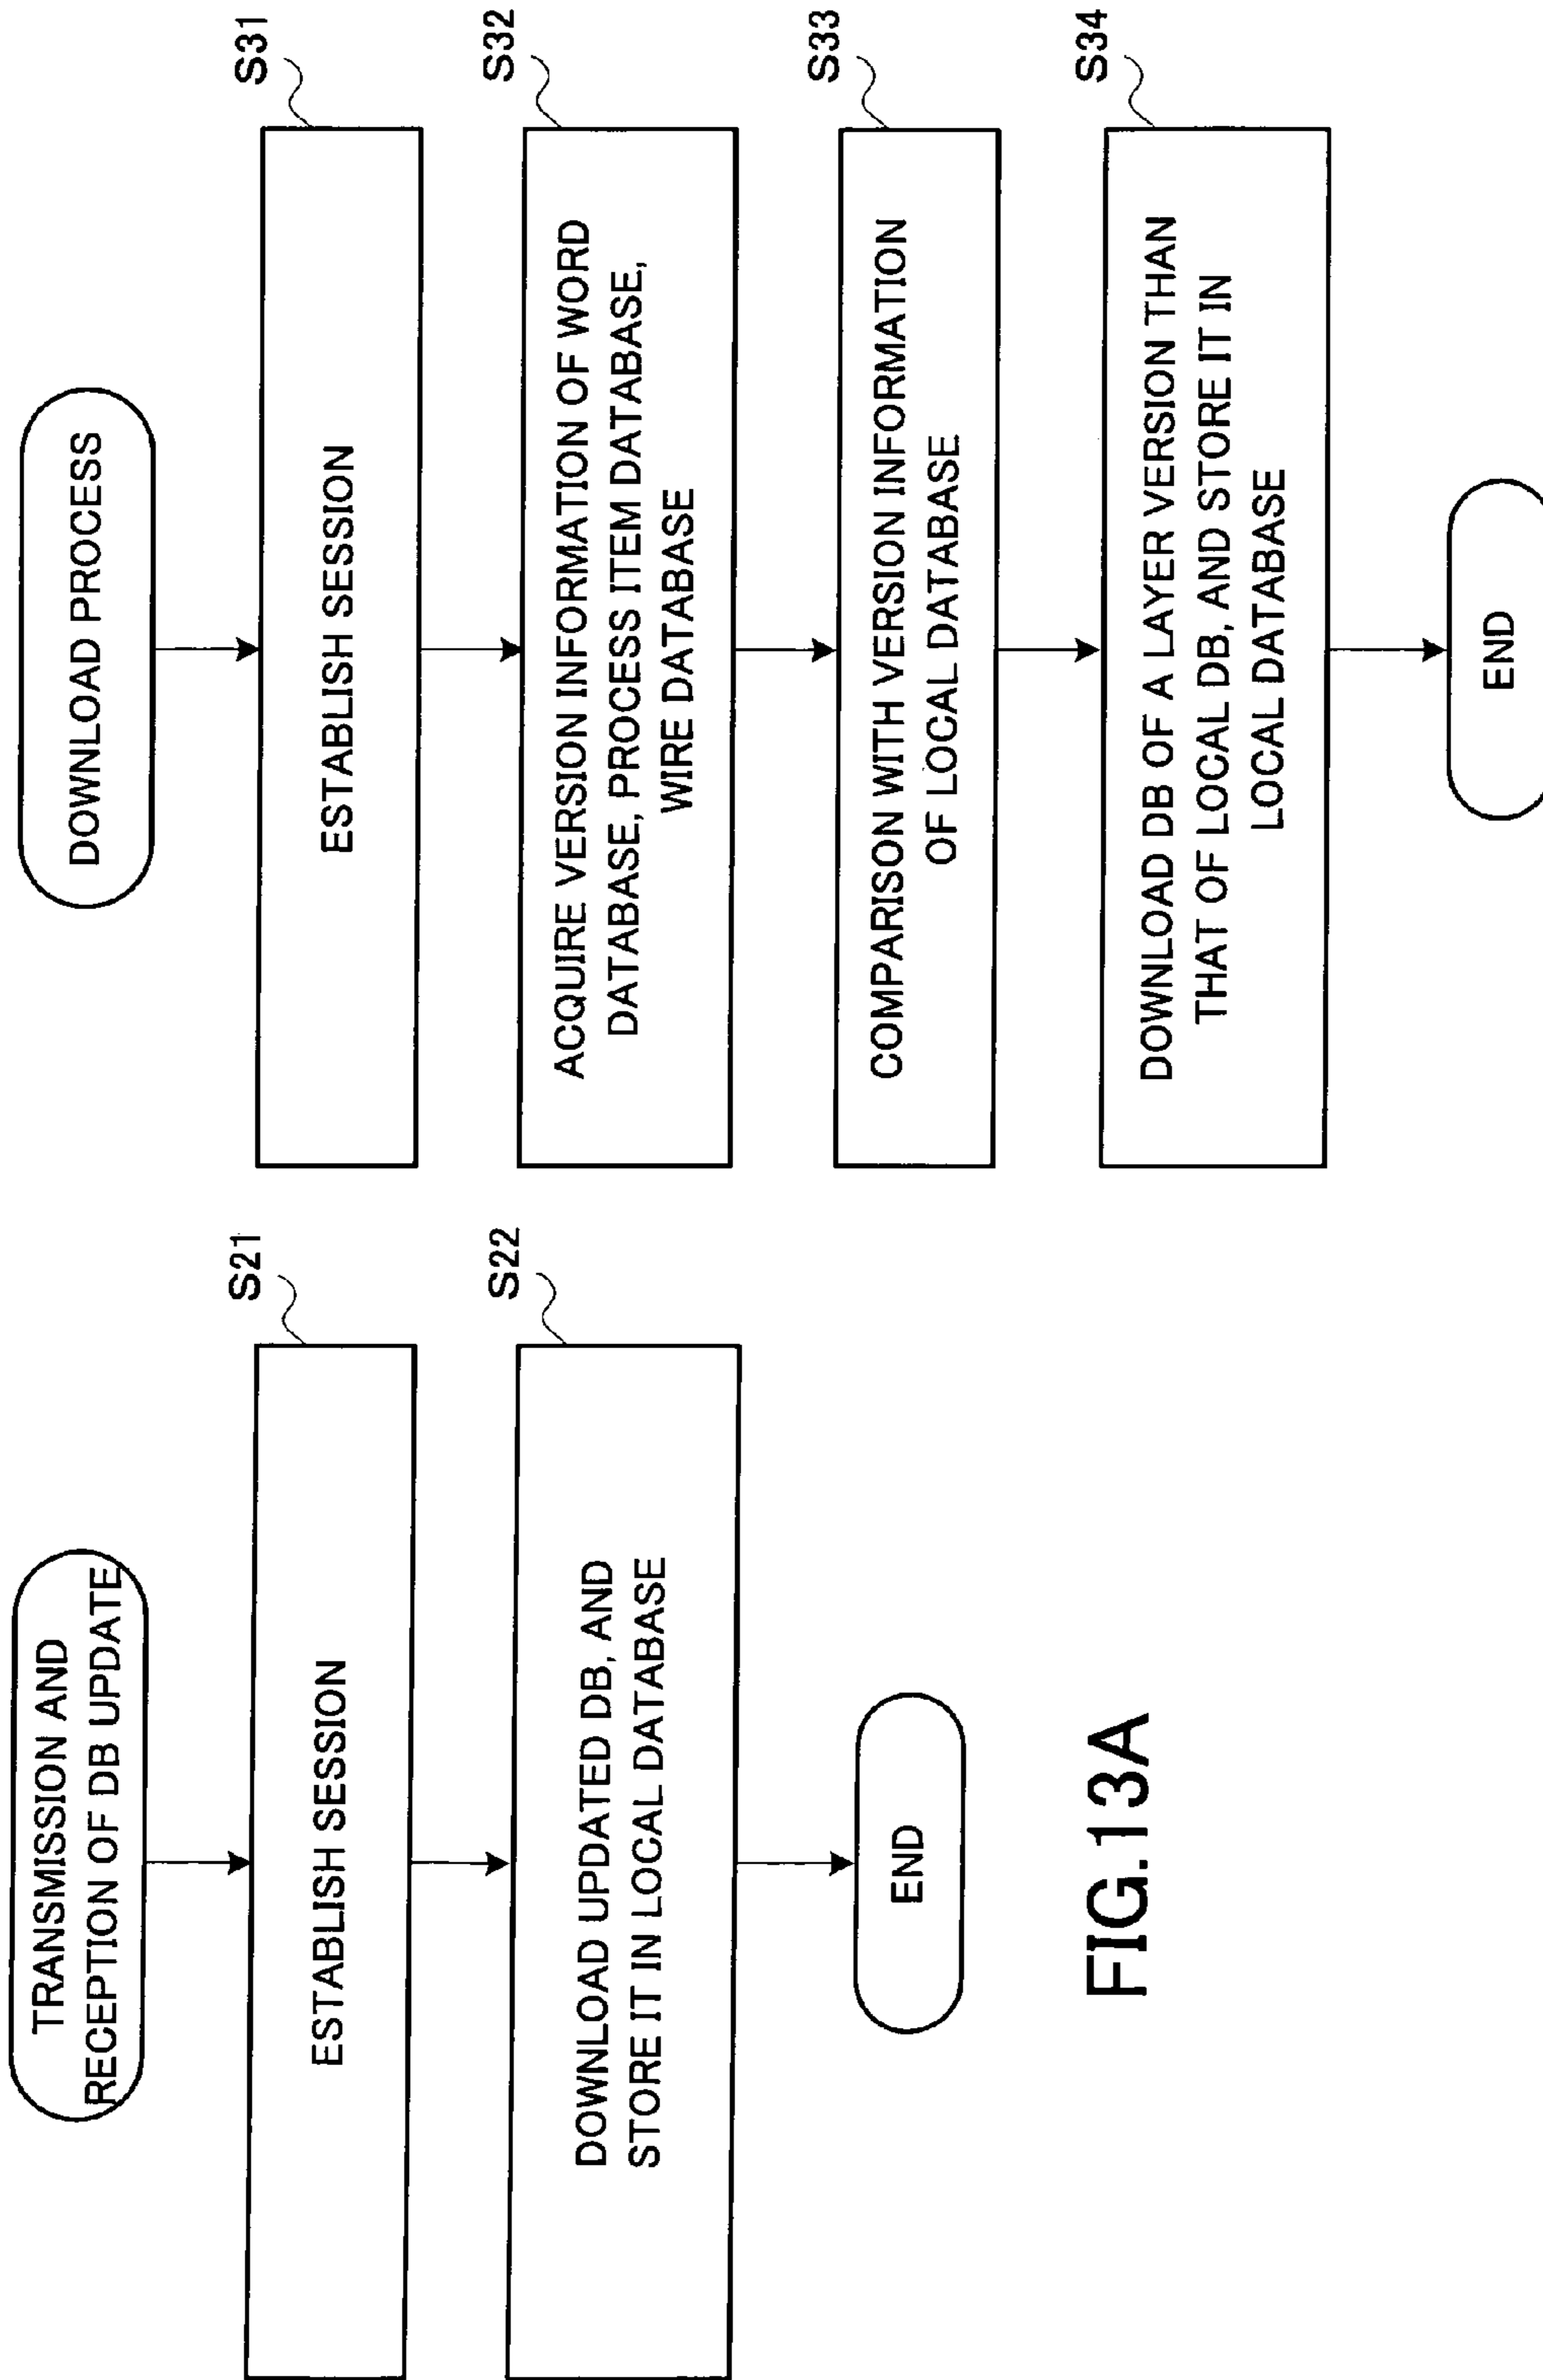 TRANSMISSION AND
RECEPTION OF DB UPDATE
S21
ESTABLISH SESSION
S22
DOWNLOAD UPDATED DB, AND
STORE IT IN LOCAL DATABASE
END
FIG.13A
DOWNLOAD PROCESS
S31
ESTABLISH SESSION
S32
ACQUIRE VERSION INFORMATION OF WORD
DATABASE, PROCESS ITEM DATABASE,
WIRE DATABASE
S33
COMPARISON WITH VERSION INFORMATION
OF LOCAL DATABASE
S34
DOWNLOAD DB OF A LAYER VERSION THAN
THAT OF LOCAL DB, AND STORE IT IN
LOCAL DATABASE
END